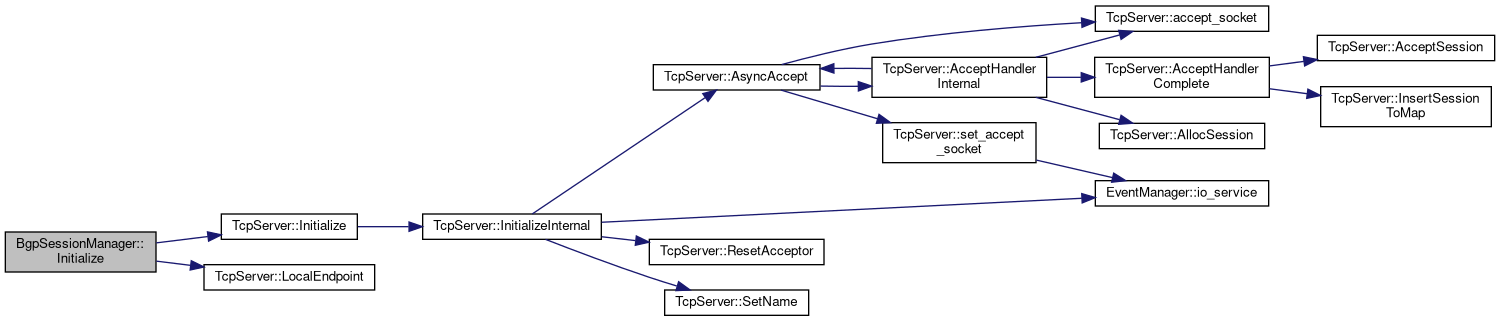 BgpSessionManager::
Initialize
TcpServer::Initialize
TcpServer::LocalEndpoint
TcpServer::InitializeInternal
TcpServer::AsyncAccept
EventManager::io_service
TcpServer::ResetAcceptor
TcpServer::SetName
TcpServer::accept_socket
TcpServer::AcceptHandler
Internal
TcpServer::set_accept
_socket
TcpServer::AcceptHandler
Complete
TcpServer::AllocSession
TcpServer::AcceptSession
TcpServer::InsertSession
ToMap